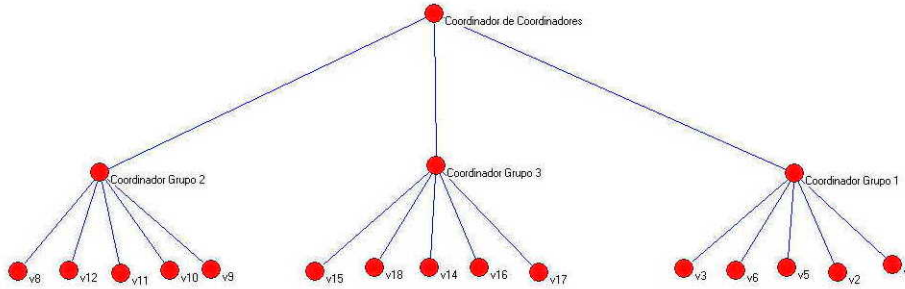 Coordinador de Coordinadores
Coordinador Grupo 2
Coordinador Grupo 3
Coordinador Grupo 1
v8
v12
v11
v10
v9
v15
v18
v14
v16
v17
v3
v6
v5
v2